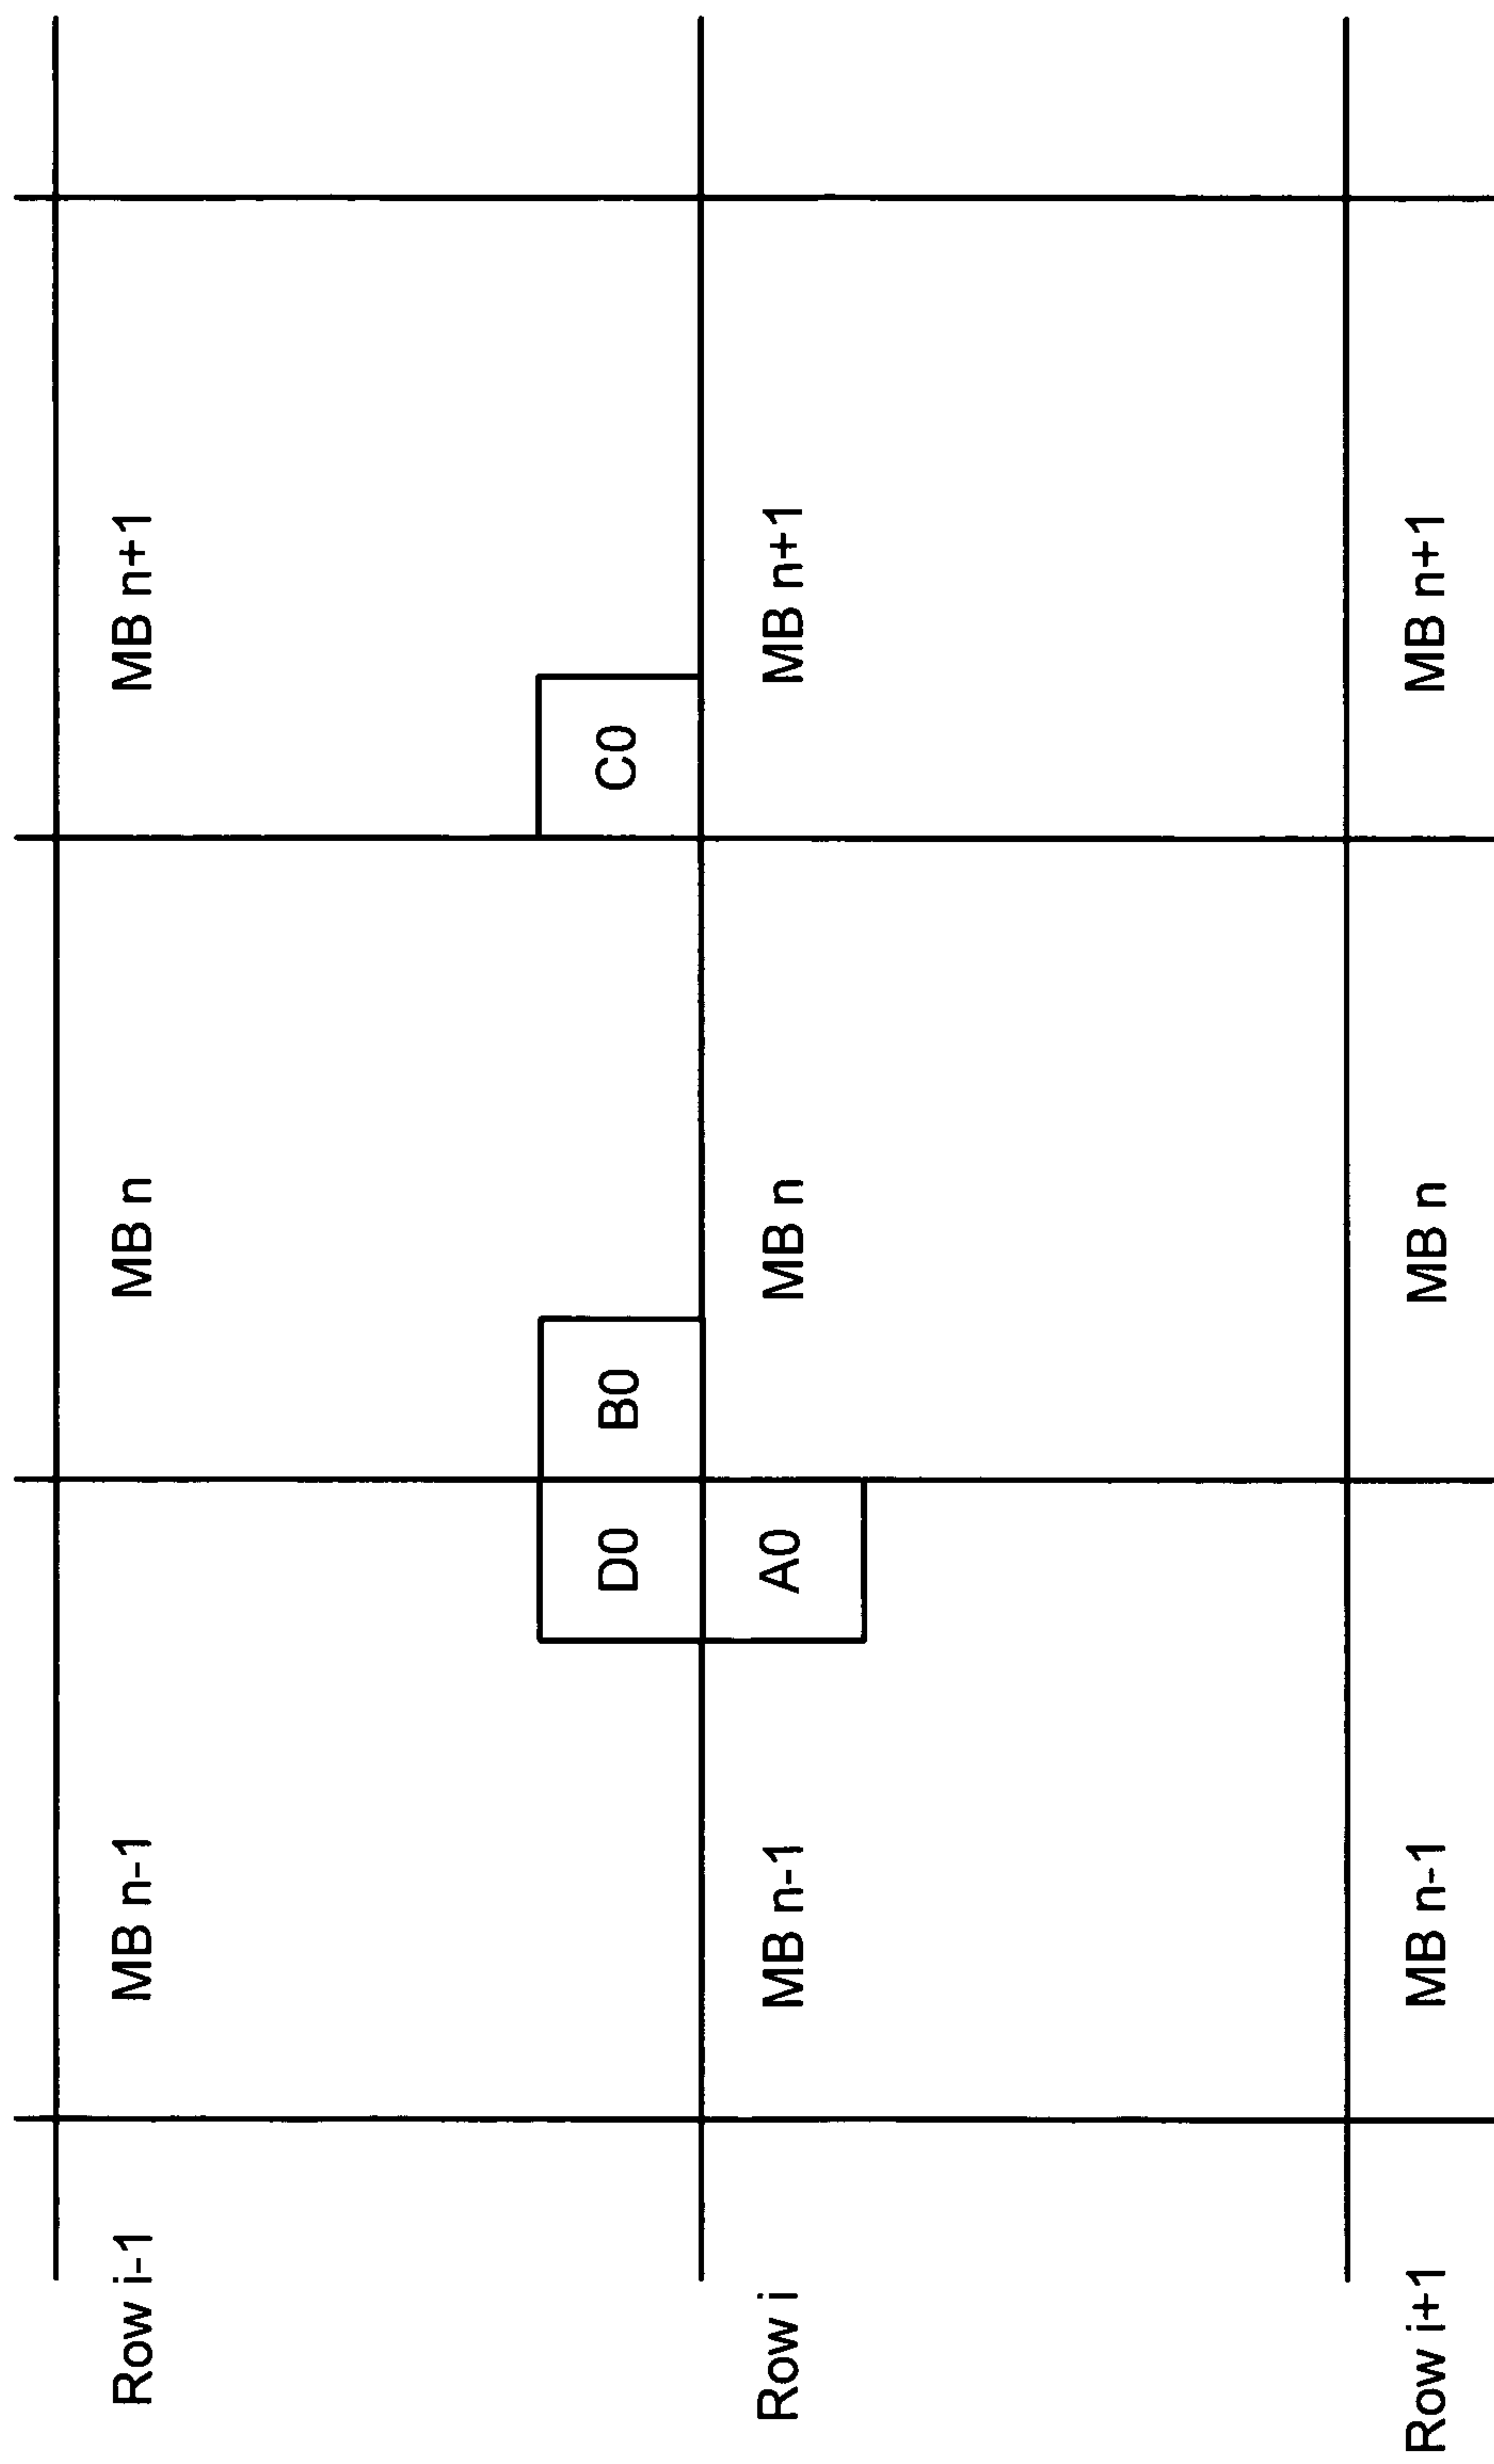 Row i-1 MB n-1 MB n MB n+1
D0 B0 C0
Row i MB n-1 MB n MB n+1
A0
Row i+1 MB n-1 MB n MB n+1